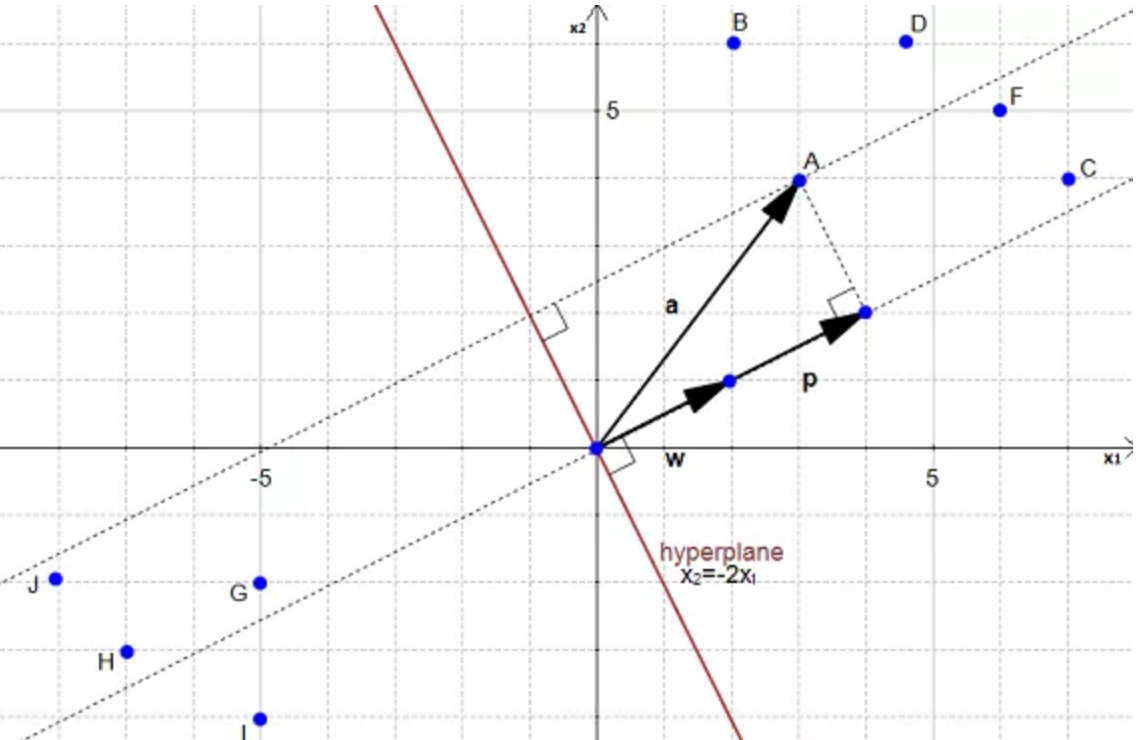 x₂
B
D
5
F
A
C
a
p
w
x₁
-5
5
hyperplane
x₂=-2x₁
J
G
H